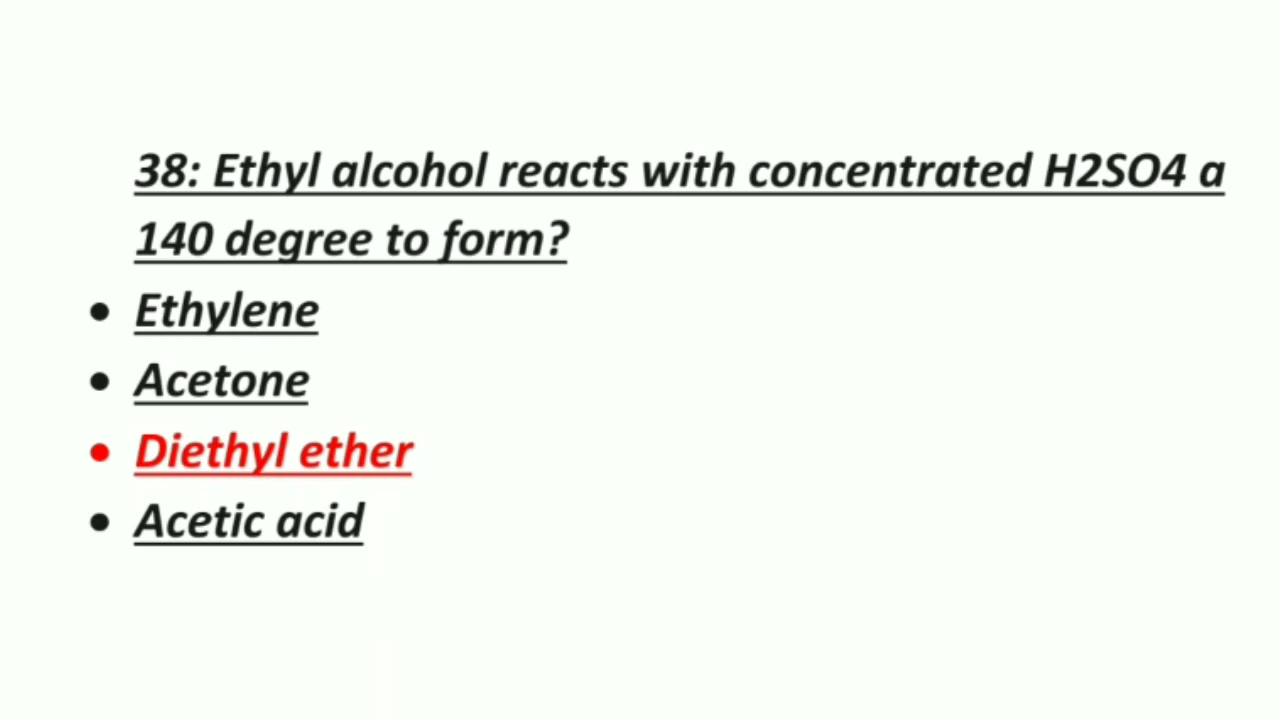 38: Ethyl alcohol reacts with concentrated H2SO4 a
140 degree to form?
• Ethylene
• Acetone
• Diethyl ether
• Acetic acid